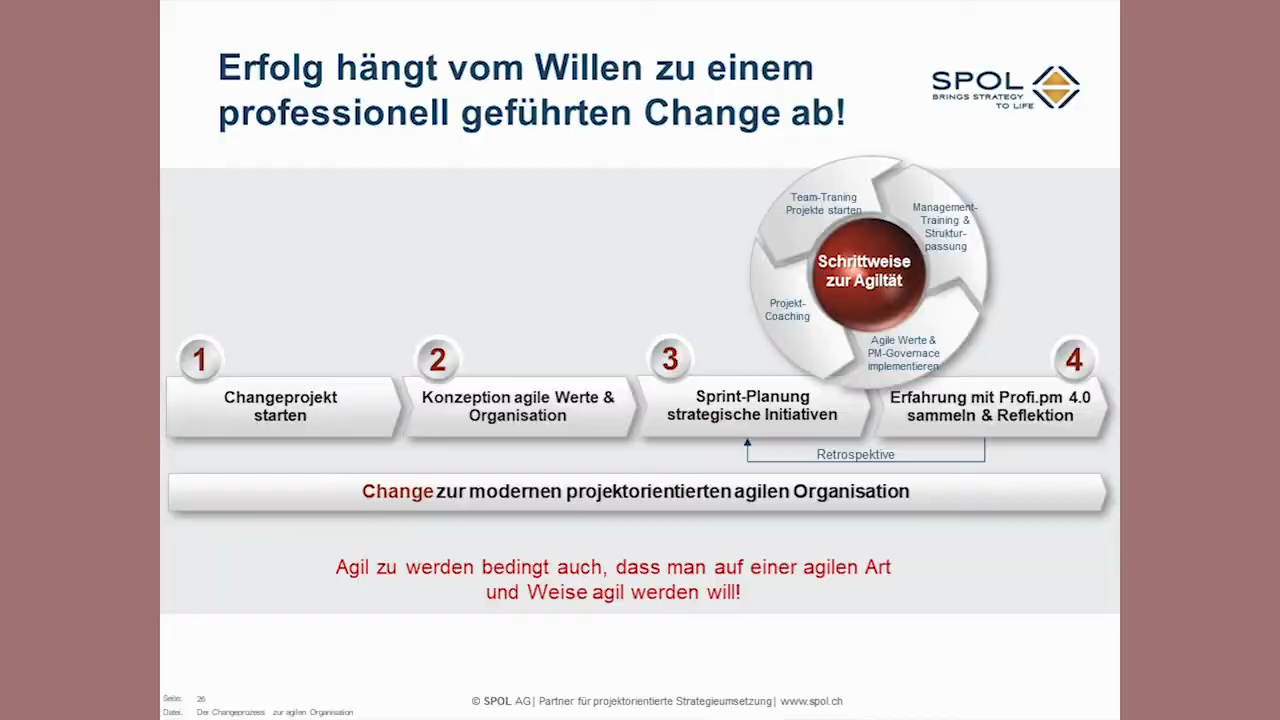 Erfolg hängt vom Willen zu einem
professionell geführten Change ab!
SPOL
BRINGS STRATEGY
TO LIFE
Team-Traning
Projekte starten
Management-
Training &
Struktur-
passung
Schrittweise
zur Agiltät
Projekt-
Coaching
Agile Werte &
PM-Governace
implementieren
1
Changeprojekt
starten
2
Konzeption agile Werte &
Organisation
3
Sprint-Planung
strategische Initiativen
4
Erfahrung mit Profi.pm 4.0
sammeln & Reflektion
Retrospektive
Change zur modernen projektorientierten agilen Organisation
Agil zu werden bedingt auch, dass man auf einer agilen Art
und Weise agil werden will!
Seite: 26
Datei. Der Changeprozess zur agilen Organisation
© SPOL AG | Partner für projektorientierte Strategieumsetzung | www.spol.ch